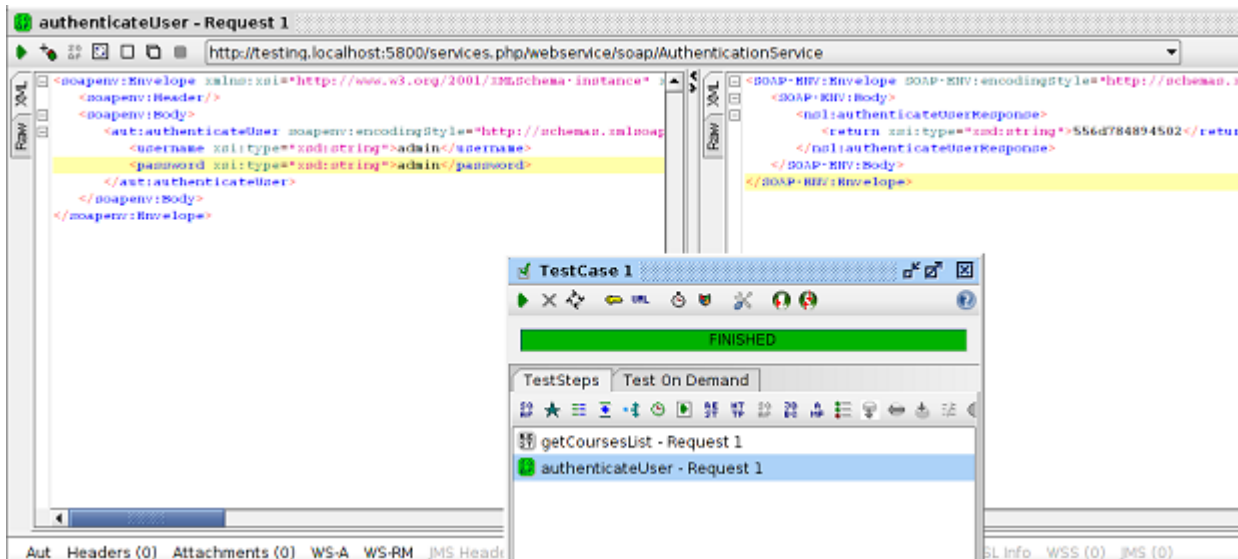 authenticateUser - Request 1
http://testing.localhost:5800/services.php/webservice/soap/AuthenticationService
XML
Raw
<soapenv:Envelope xmlns:xsi="http://www.w3.org/2001/XMLSchema-instance"
<soapenv:Header/>
<soapenv:Body>
<aut:authenticateUser soapenv:encodingStyle="http://schemas.xmlsoap
<username xsi:type="xsd:string">admin</username>
<password xsi:type="xsd:string">admin</password>
</aut:authenticateUser>
</soapenv:Body>
</soapenv:Envelope>
XML
Raw
<SOAP-ENV:Envelope SOAP-ENV:encodingStyle="http://schemas.
<SOAP-ENV:Body>
<ns1:authenticateUserResponse>
<return xsi:type="xsd:string">556d784894502</retur
</ns1:authenticateUserResponse>
</SOAP-ENV:Body>
</SOAP-ENV:Envelope>
TestCase 1
URL
FINISHED
TestSteps Test On Demand
getCoursesList - Request 1
authenticateUser - Request 1
Aut Headers (0) Attachments (0) WS-A WS-RM JMS Heade
SL Info WSS (0) JMS (0)